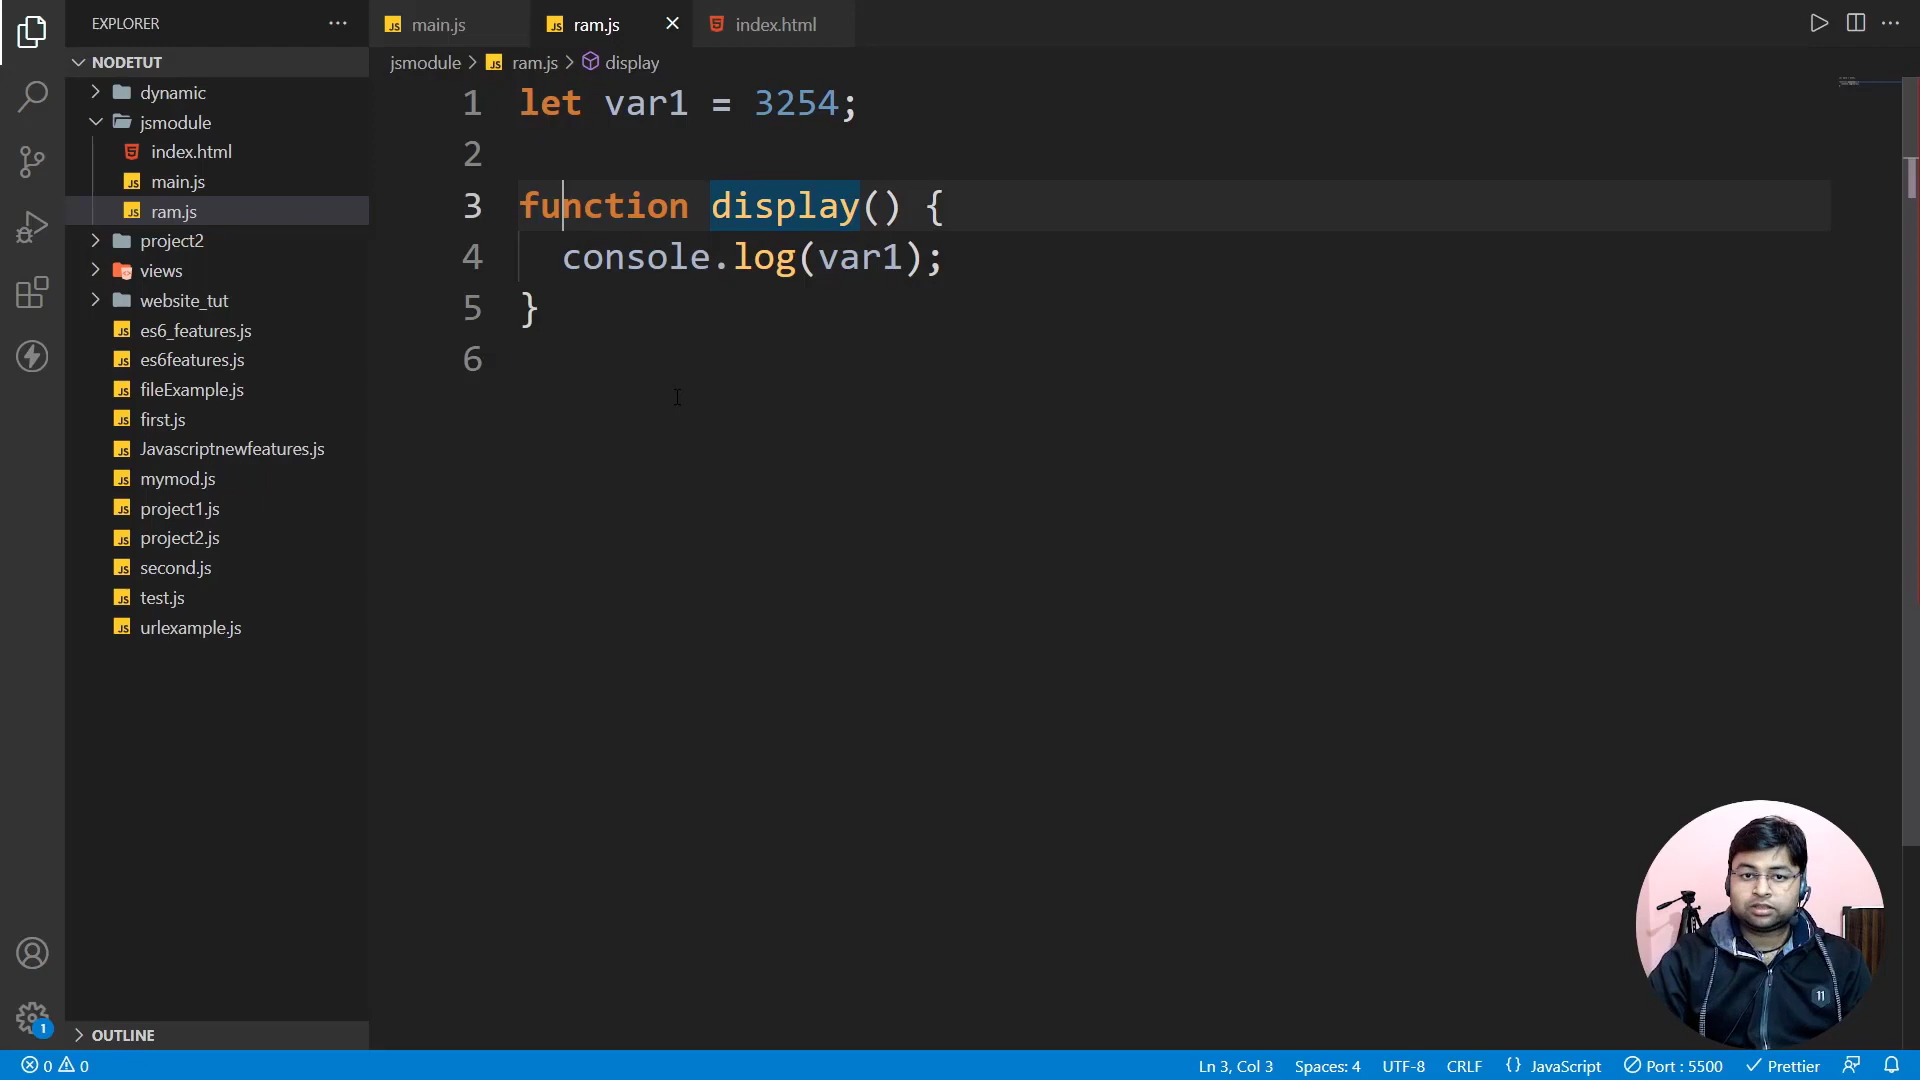 EXPLORER
NODETUT
dynamic
jsmodule
index.html
main.js
ram.js
project2
views
website_tut
es6_features.js
es6features.js
fileExample.js
first.js
Javascriptnewfeatures.js
mymod.js
project1.js
project2.js
second.js
test.js
urlexample.js
OUTLINE
main.js ram.js index.html
jsmodule > ram.js > display
1 let var1 = 3254;
2
3 function display() {
4 console.log(var1);
5 }
6
11
1
0 0 Ln 3, Col 3 Spaces: 4 UTF-8 CRLF {} JavaScript Port : 5500 Prettier